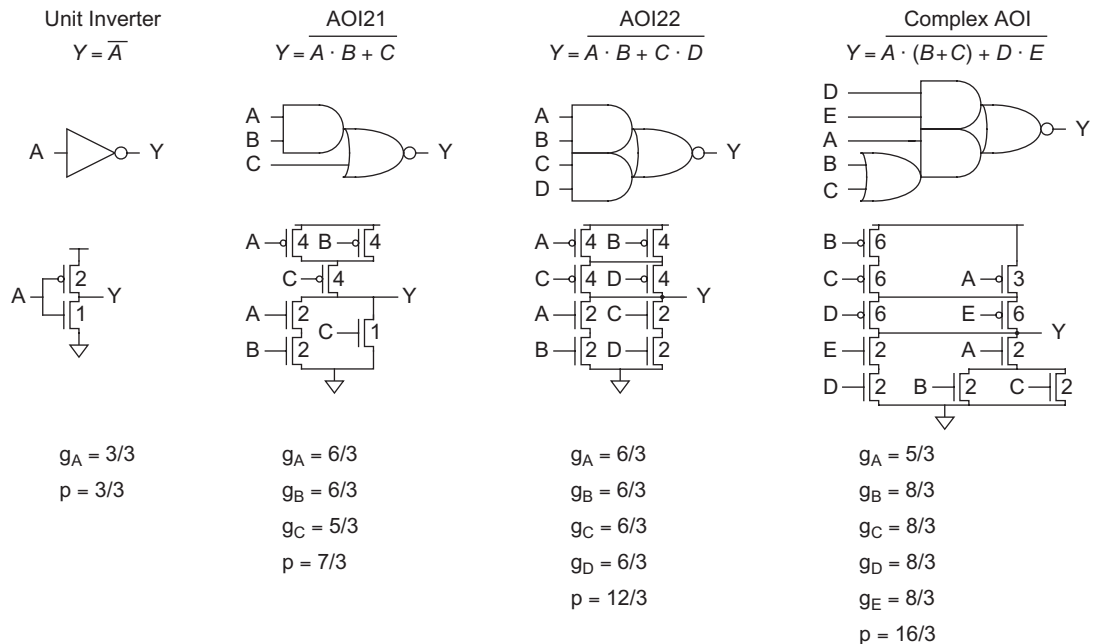 Unit Inverter
AOI21
AOI22
Complex AOI
Y = A
Y = A · B + C
Y = A · B + C · D
Y = A · (B+C) + D · E
A
Y
A
B
C
Y
A
B
C
D
Y
D
E
A
B
C
Y
A
2
1
Y
A 4 B 4
C 4
Y
A 2
C 1
B 2
A 4 B 4
C 4 D 4
Y
A 2 C 2
B 2 D 2
B 6
C 6 A 3
D 6 E 6
Y
E 2 A 2
D 2 B 2 C 2
gA = 3/3
p = 3/3
gA = 6/3
gB = 6/3
gC = 5/3
p = 7/3
gA = 6/3
gB = 6/3
gC = 6/3
gD = 6/3
p = 12/3
gA = 5/3
gB = 8/3
gC = 8/3
gD = 8/3
gE = 8/3
p = 16/3